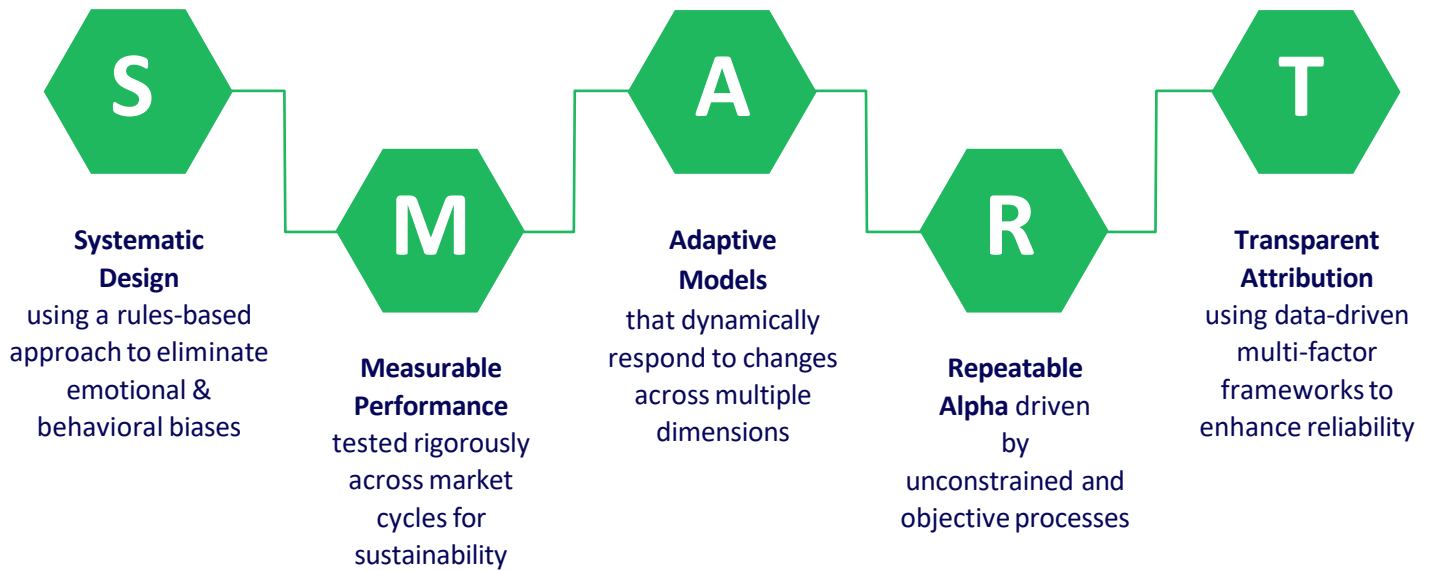 S
Systematic
Design
using a rules-based
approach to eliminate
emotional &
behavioral biases
M
Measurable
Performance
tested rigorously
across market
cycles for
sustainability
A
Adaptive
Models
that dynamically
respond to changes
across multiple
dimensions
R
Repeatable
Alpha driven
by
unconstrained and
objective processes
T
Transparent
Attribution
using data-driven
multi-factor
frameworks to
enhance reliability